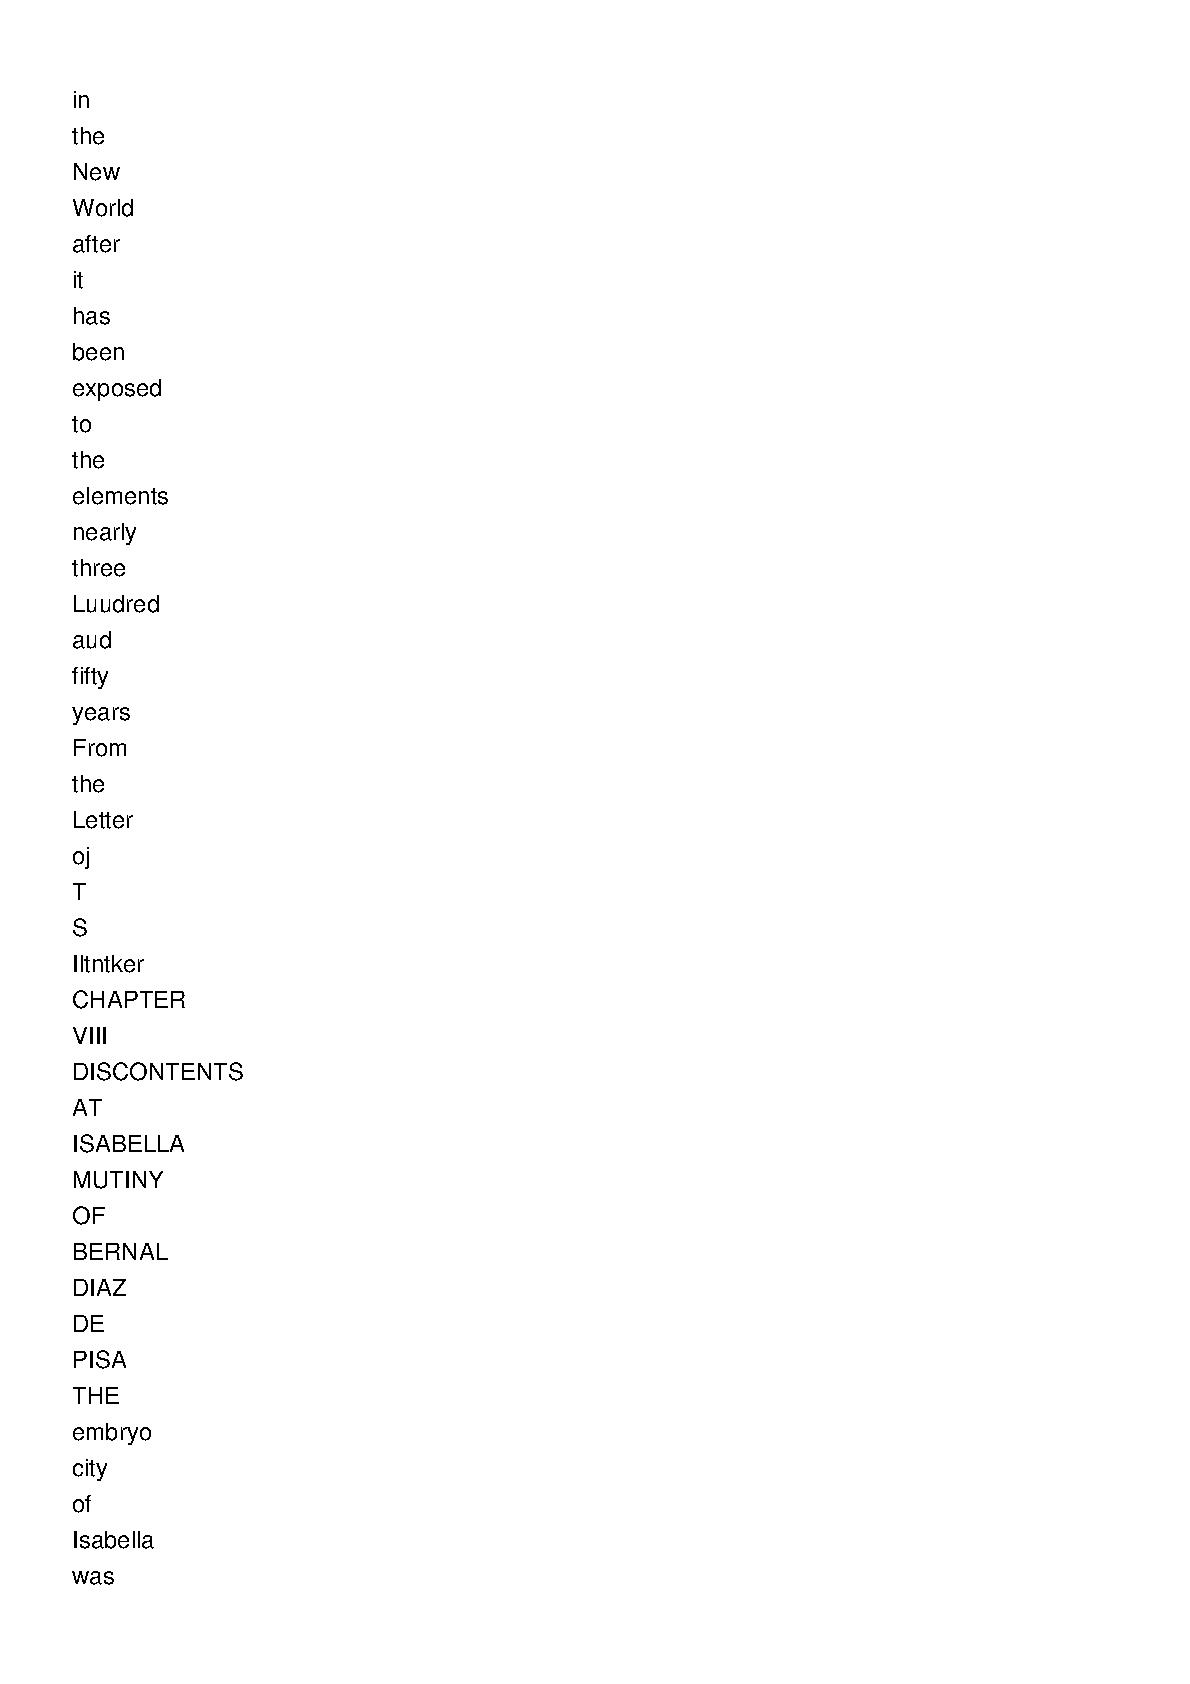 in
the
New
World
after
it
has
been
exposed
to
the
elements
nearly
three
Luudred
aud
fifty
years
From
the
Letter
oj
T
S
Iltntker
CHAPTER
VIII
DISCONTENTS
AT
ISABELLA
MUTINY
OF
BERNAL
DIAZ
DE
PISA
THE
embryo
city
of
Isabella
was